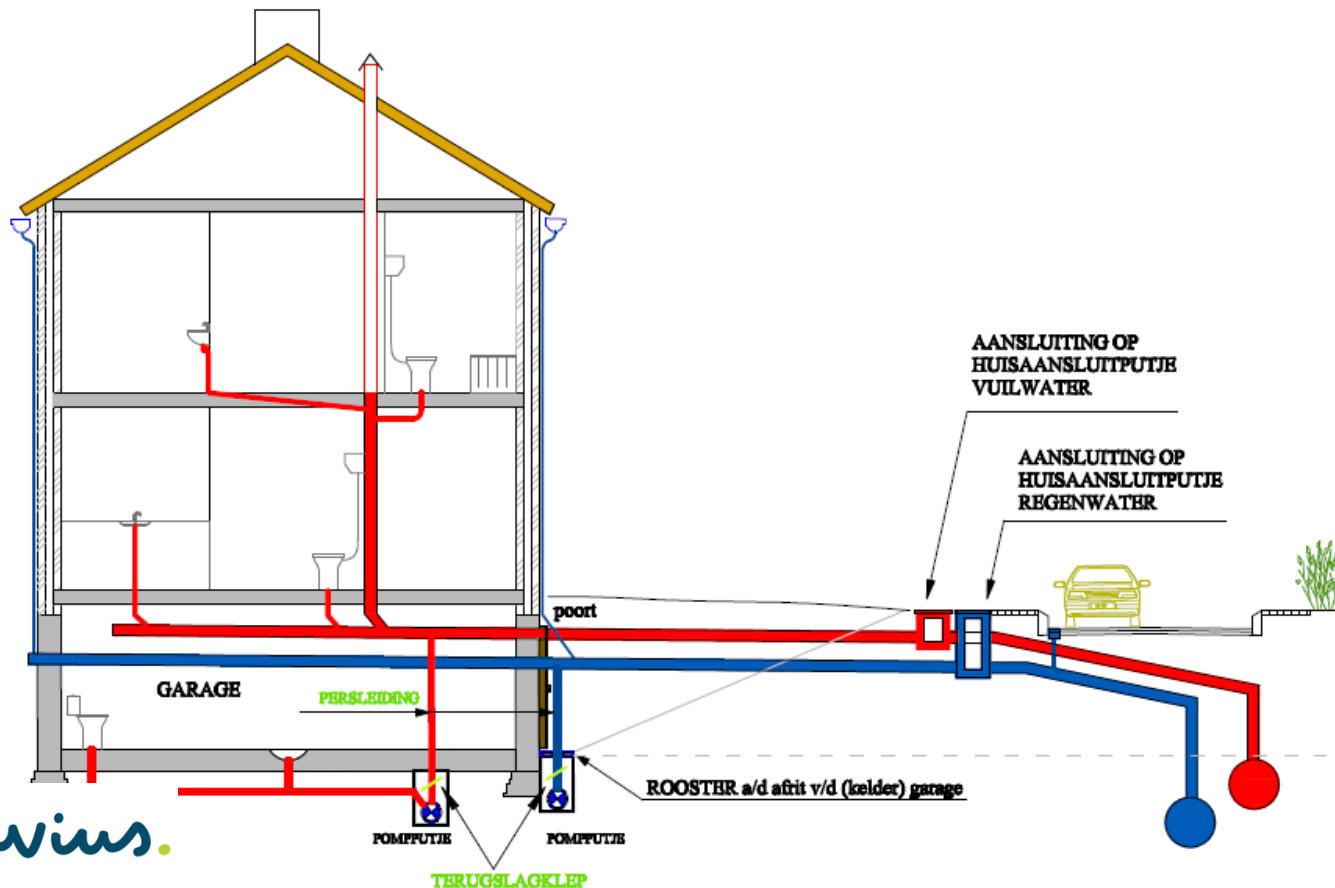 AANSLUITING OP
HUISAANSLUITPUTJE
VUILWATER
AANSLUITING OP
HUISAANSLUITPUTJE
REGENWATER
poort
GARAGE
PERSLEIDING
ROOSTER a/d afrit v/d (kelder) garage
POMPPUTJE
POMPPUTJE
TERUGSLAGKLEP